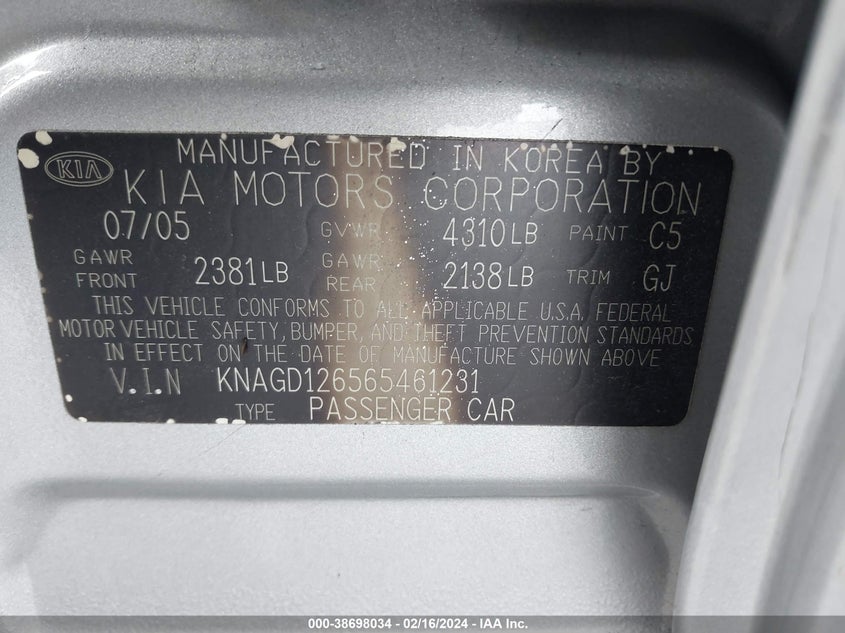 MANUFACTURED IN KOREA BY
KIA KIA MOTORS CORPORATION
07/05 GVWR 4310LB PAINT C5
GAWR FRONT 2381LB GAWR REAR 2138LB TRIM GJ
THIS VEHICLE CONFORMS TO ALL APPLICABLE U.S.A. FEDERAL
MOTOR VEHICLE SAFETY, BUMPER, AND THEFT PREVENTION STANDARDS
IN EFFECT ON THE DATE OF MANUFACTURE SHOWN ABOVE
V.I.N KNAGD126565461231
TYPE PASSENGER CAR
000-38698034 - 02/16/2024 - IAA Inc.